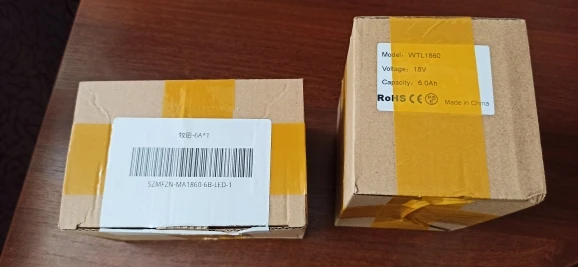 牧田-6A*1
SZMFZN-MA1860-6B-LED-1
Model: WTL1860
Voltage: 18V
Capacity: 6.0Ah
RoHS CE
Made in China